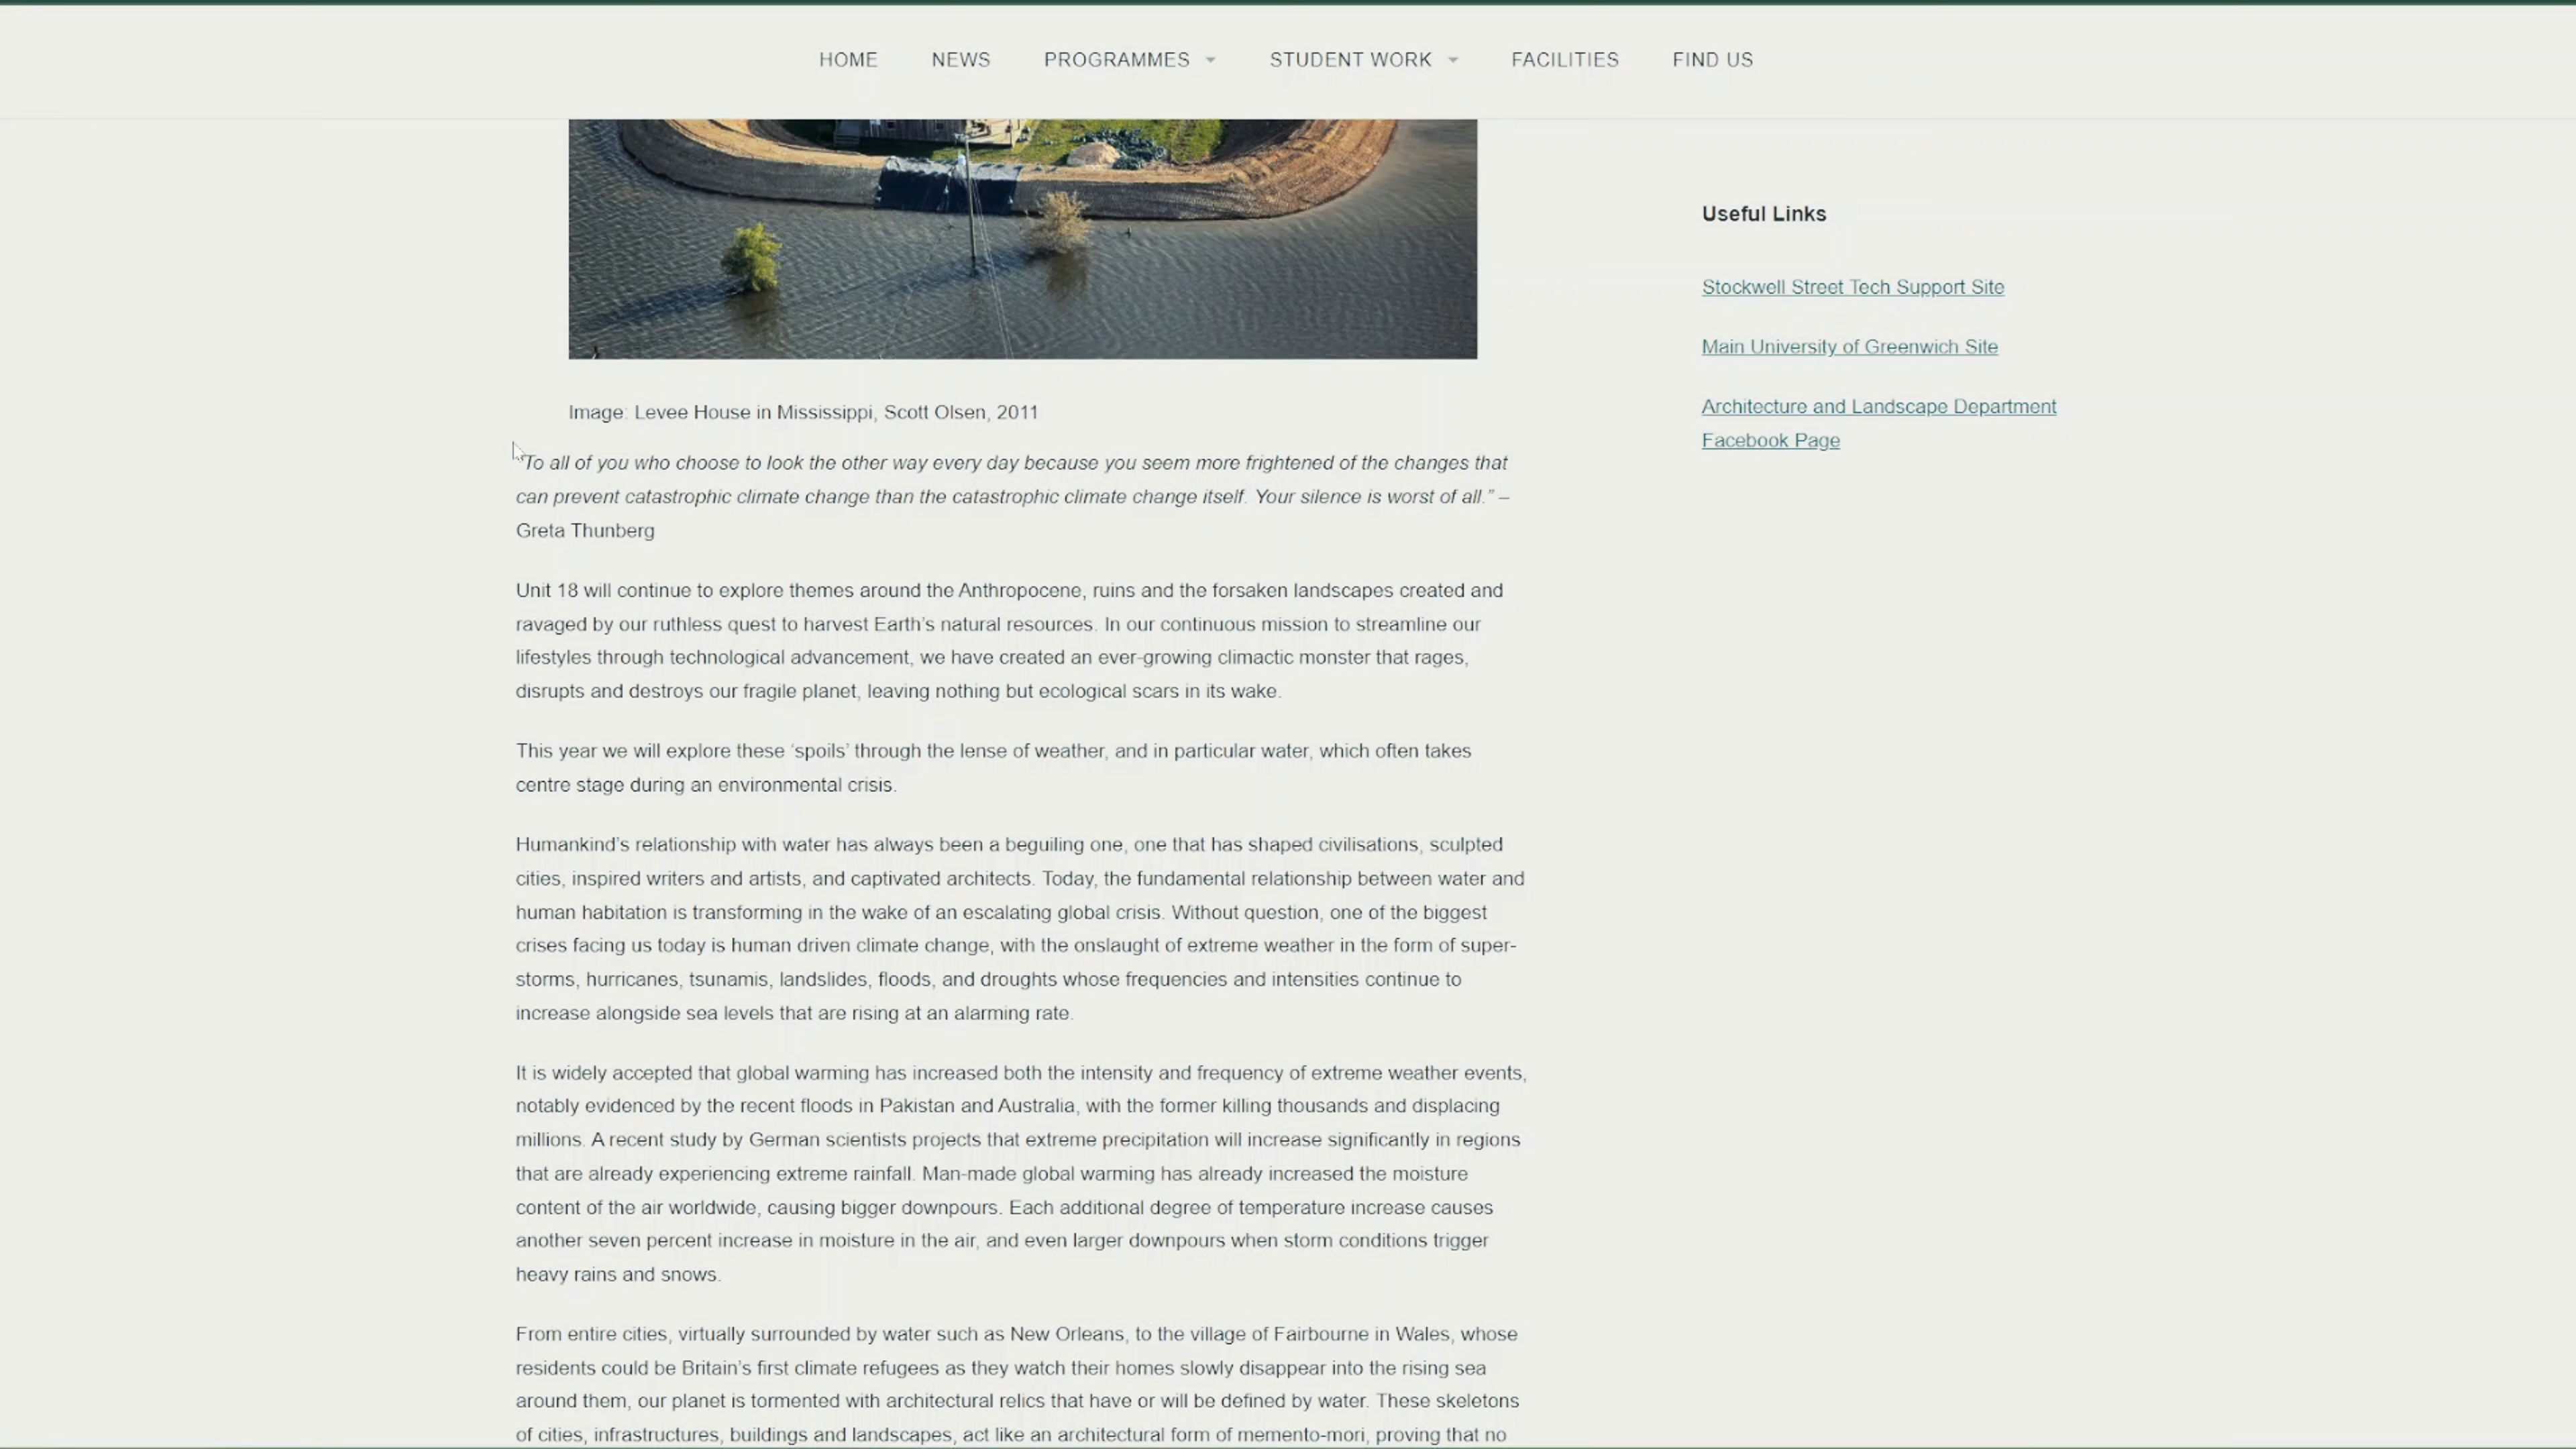 HOME NEWS PROGRAMMES STUDENT WORK FACILITIES FIND US
Image: Levee House in Mississippi, Scott Olsen, 2011
“To all of you who choose to look the other way every day because you seem more frightened of the changes that
can prevent catastrophic climate change than the catastrophic climate change itself. Your silence is worst of all.” –
Greta Thunberg
Unit 18 will continue to explore themes around the Anthropocene, ruins and the forsaken landscapes created and
ravaged by our ruthless quest to harvest Earth’s natural resources. In our continuous mission to streamline our
lifestyles through technological advancement, we have created an ever-growing climactic monster that rages,
disrupts and destroys our fragile planet, leaving nothing but ecological scars in its wake.
This year we will explore these ‘spoils’ through the lense of weather, and in particular water, which often takes
centre stage during an environmental crisis.
Humankind’s relationship with water has always been a beguiling one, one that has shaped civilisations, sculpted
cities, inspired writers and artists, and captivated architects. Today, the fundamental relationship between water and
human habitation is transforming in the wake of an escalating global crisis. Without question, one of the biggest
crises facing us today is human driven climate change, with the onslaught of extreme weather in the form of super-
storms, hurricanes, tsunamis, landslides, floods, and droughts whose frequencies and intensities continue to
increase alongside sea levels that are rising at an alarming rate.
It is widely accepted that global warming has increased both the intensity and frequency of extreme weather events,
notably evidenced by the recent floods in Pakistan and Australia, with the former killing thousands and displacing
millions. A recent study by German scientists projects that extreme precipitation will increase significantly in regions
that are already experiencing extreme rainfall. Man-made global warming has already increased the moisture
content of the air worldwide, causing bigger downpours. Each additional degree of temperature increase causes
another seven percent increase in moisture in the air, and even larger downpours when storm conditions trigger
heavy rains and snows.
From entire cities, virtually surrounded by water such as New Orleans, to the village of Fairbourne in Wales, whose
residents could be Britain’s first climate refugees as they watch their homes slowly disappear into the rising sea
around them, our planet is tormented with architectural relics that have or will be defined by water. These skeletons
of cities, infrastructures, buildings and landscapes, act like an architectural form of memento-mori, proving that no
Useful Links
Stockwell Street Tech Support Site
Main University of Greenwich Site
Architecture and Landscape Department
Facebook Page